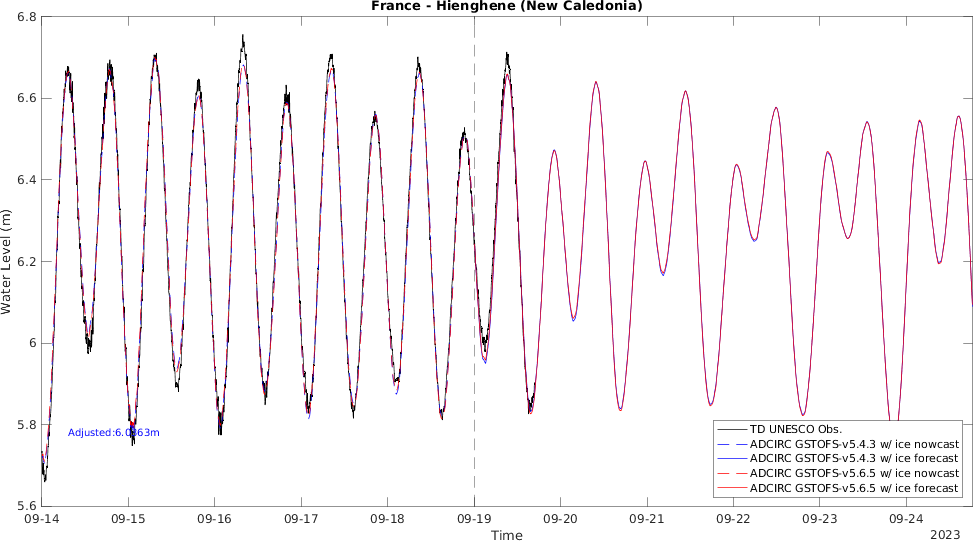 France - Hienghene (New Caledonia)
Water Level (m)
6.8
6.6
6.4
6.2
6
5.8
5.6
TD UNESCO Obs.
ADCIRC GSTOFS-v5.4.3 w/ ice nowcast
ADCIRC GSTOFS-v5.4.3 w/ ice forecast
ADCIRC GSTOFS-v5.6.5 w/ ice nowcast
ADCIRC GSTOFS-v5.6.5 w/ ice forecast
09-14 09-15 09-16 09-17 09-18 09-19 09-20 09-21 09-22 09-23 09-24
Time
2023